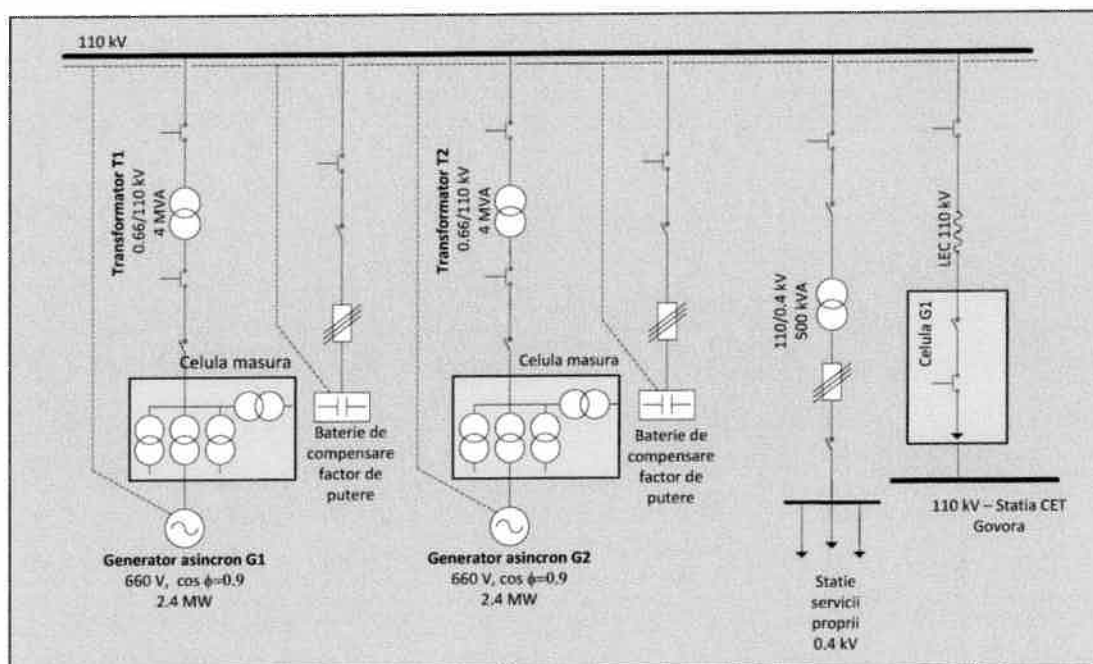 110 kV
Transformator T1
0.66/110 kV
4 MVA
Celula masura
Baterie de
compensare
factor de
putere
Generator asincron G1
660 V, cos ϕ=0.9
2.4 MW
Transformator T2
0.66/110 kV
4 MVA
Celula masura
Baterie de
compensare
factor de
putere
Generator asincron G2
660 V, cos ϕ=0.9
2.4 MW
110/0.4 kV
500 kVA
Statie
servicii
proprii
0.4 kV
LEC 110 kV
Celula G1
110 kV – Statia CET
Govora